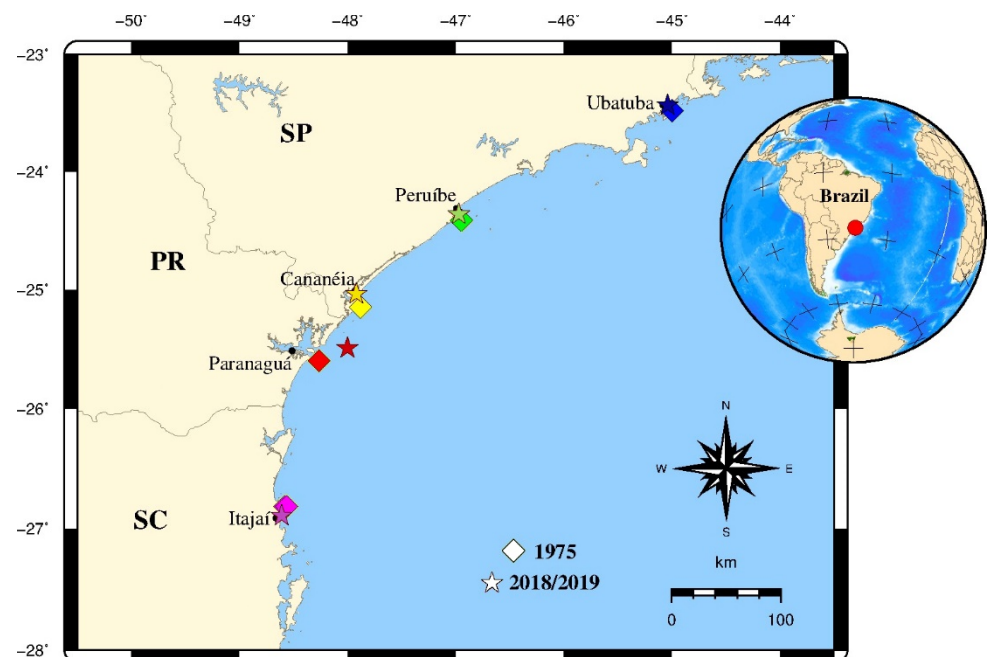 −50 −49 −48 −47 −46 −45 −44
−23˚
Ubatuba
SP
−24˚
Brazil
Peruíbe
PR
Cananéia
−25˚
Paranaguá
−26˚
N
W E
S
SC
Itajaí
−27˚
1975
2018/2019
km
0 100
−28˚